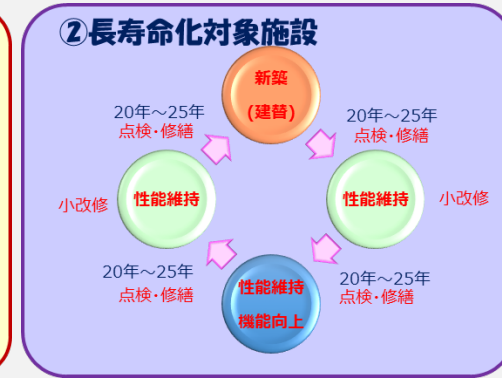 ②長寿命化対象施設
新築
(建替)
20年～25年
点検・修繕
20年～25年
点検・修繕
小改修
性能維持
性能維持
小改修
20年～25年
点検・修繕
性能維持
機能向上
20年～25年
点検・修繕